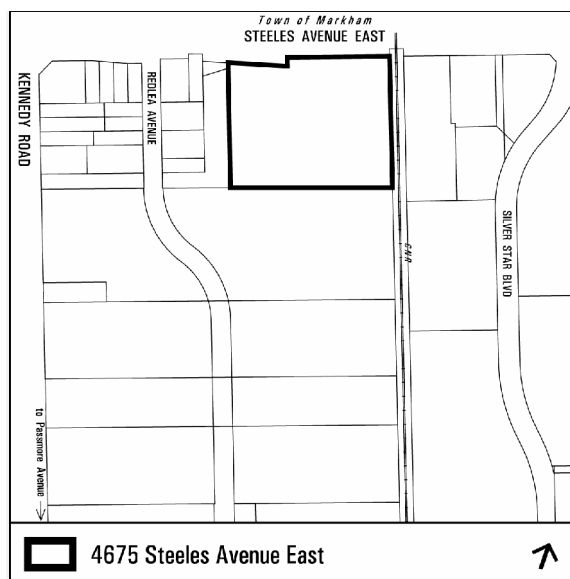 Town of Markham
STEELES AVENUE EAST
KENNEDY ROAD
REDLEA AVENUE
CNR
SILVER STAR BLVD
to Passmore Avenue
4675 Steeles Avenue East